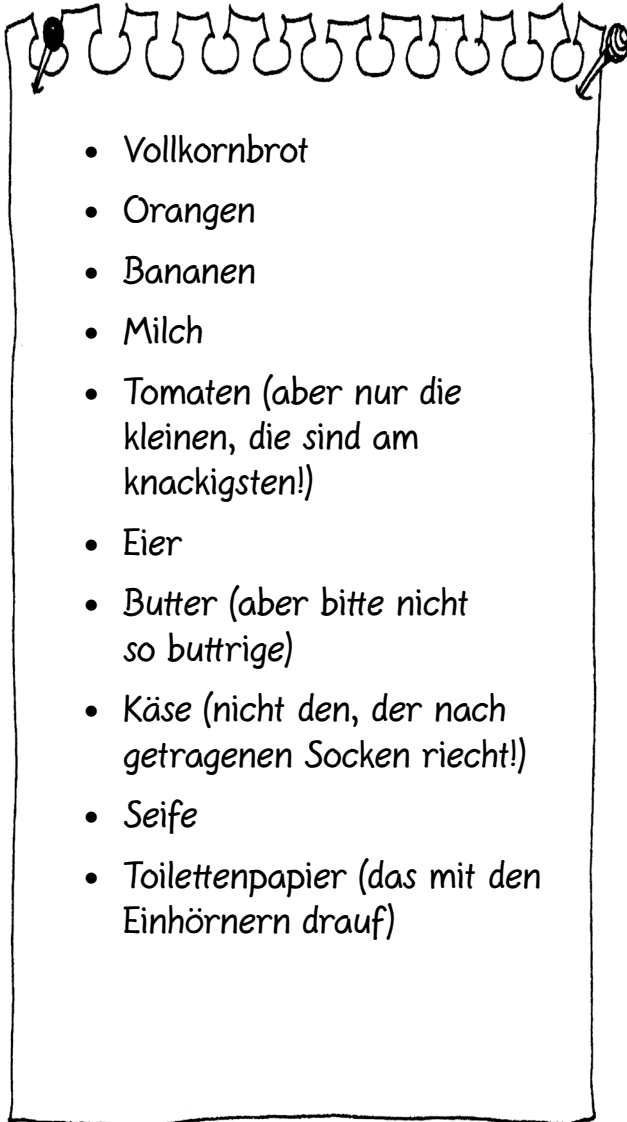 • Vollkornbrot
• Orangen
• Bananen
• Milch
• Tomaten (aber nur die
kleinen, die sind am
knackigsten!)
• Eier
• Butter (aber bitte nicht
so buttrige)
• Käse (nicht den, der nach
getragenen Socken riecht!)
• Seife
• Toilettenpapier (das mit den
Einhörnern drauf)